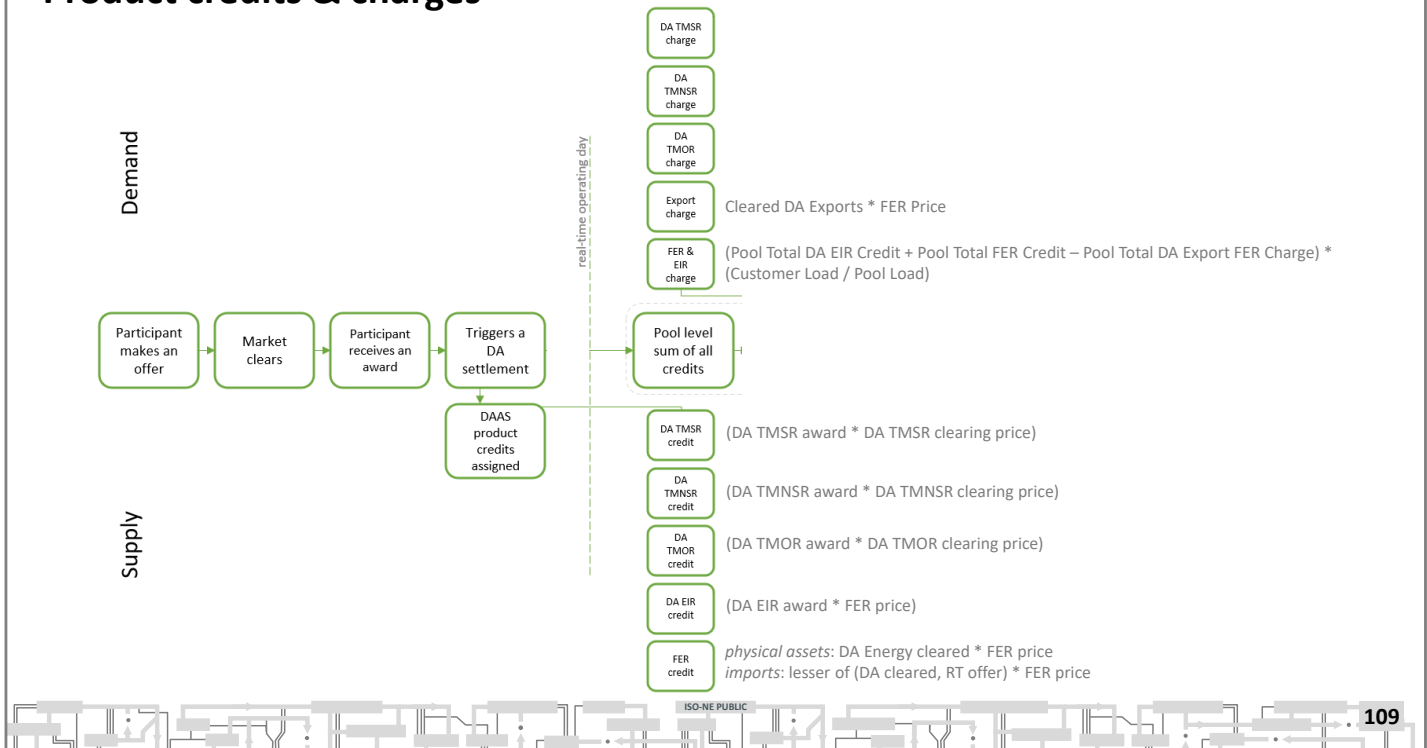 Product credits & charges
DA TMSR
charge
DA
TMNSR
charge
DA
TMOR
charge
Export
charge
Cleared DA Exports * FER Price
FER &
EIR
charge
(Pool Total DA EIR Credit + Pool Total FER Credit – Pool Total DA Export FER Charge) *
(Customer Load / Pool Load)
Demand
real-time operating day
Participant
makes an
offer
Market
clears
Participant
receives an
award
Triggers a
DA
settlement
Pool level
sum of all
credits
DAAS
product
credits
assigned
Supply
DA TMSR
credit
(DA TMSR award * DA TMSR clearing price)
DA
TMNSR
credit
(DA TMNSR award * DA TMNSR clearing price)
DA
TMOR
credit
(DA TMOR award * DA TMOR clearing price)
DA EIR
credit
(DA EIR award * FER price)
FER
credit
physical assets: DA Energy cleared * FER price
imports: lesser of (DA cleared, RT offer) * FER price
ISO-NE PUBLIC
109